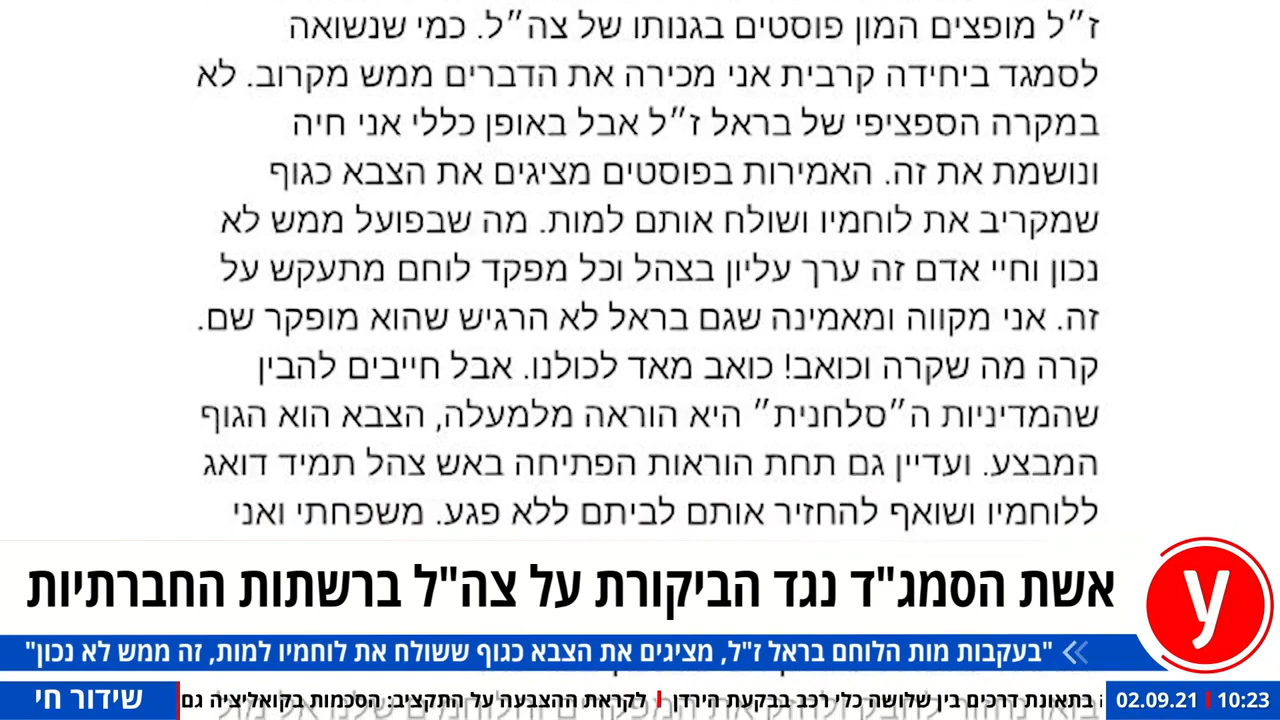 ז״ל מופצים המון פוסטים בגנותו של צה״ל. כמי שנשואה
לסמגד ביחידה קרבית אני מכירה את הדברים ממש מקרוב. לא
במקרה הספציפי של בראל ז״ל אבל באופן כללי אני חיה
ונושמת את זה. האמירות בפוסטים מציגים את הצבא כגוף
שמקריב את לוחמיו ושולח אותם למות. מה שבפועל ממש לא
נכון וחיי אדם זה ערך עליון בצהל וכל מפקד לוחם מתעקש על
זה. אני מקווה ומאמינה שגם בראל לא הרגיש שהוא מופקר שם.
קרה מה שקרה וכואב! כואב מאד לכולנו. אבל חייבים להבין
שהמדיניות ה״סלחנית״ היא הוראה מלמעלה, הצבא הוא הגוף
המבצע. ועדיין גם תחת הוראות הפתיחה באש צהל תמיד דואג
ללוחמיו ושואף להחזיר אותם לביתם ללא פגע. משפחתי ואני
אשת הסמג"ד נגד הביקורת על צה"ל ברשתות החברתיות
y
"בעקבות מות הלוחם בראל ז"ל, מציגים את הצבא כגוף ששולח את לוחמיו למות, זה ממש לא נכון"
10:23 | 02.09.21
בתאונת דרכים בין שלושה כלי רכב בבקעת הירדן | לקראת ההצבעה על התקציב: הסכמות בקואליציה גם
שידור חי